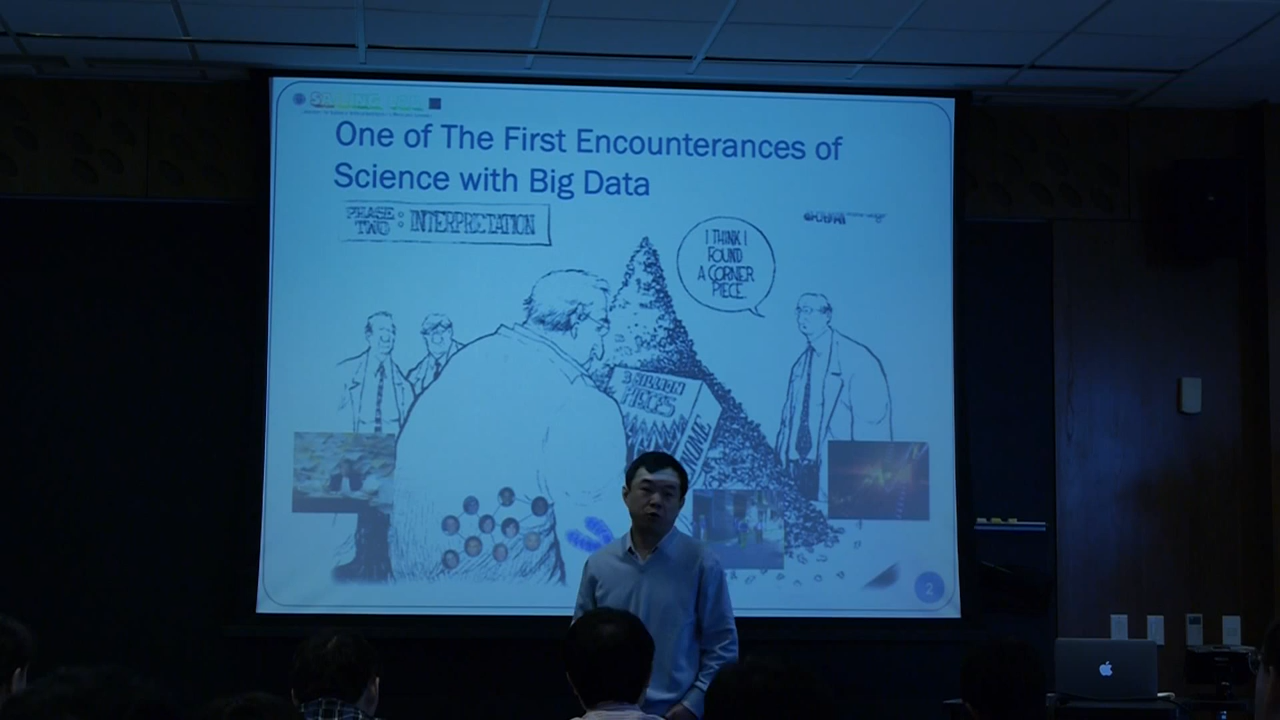 One of The First Encounterances of
Science with Big Data
PHASE TWO : INTERPRETATION
I THINK I
FOUND
A CORNER
PIECE
3 BILLION
PIECES
2